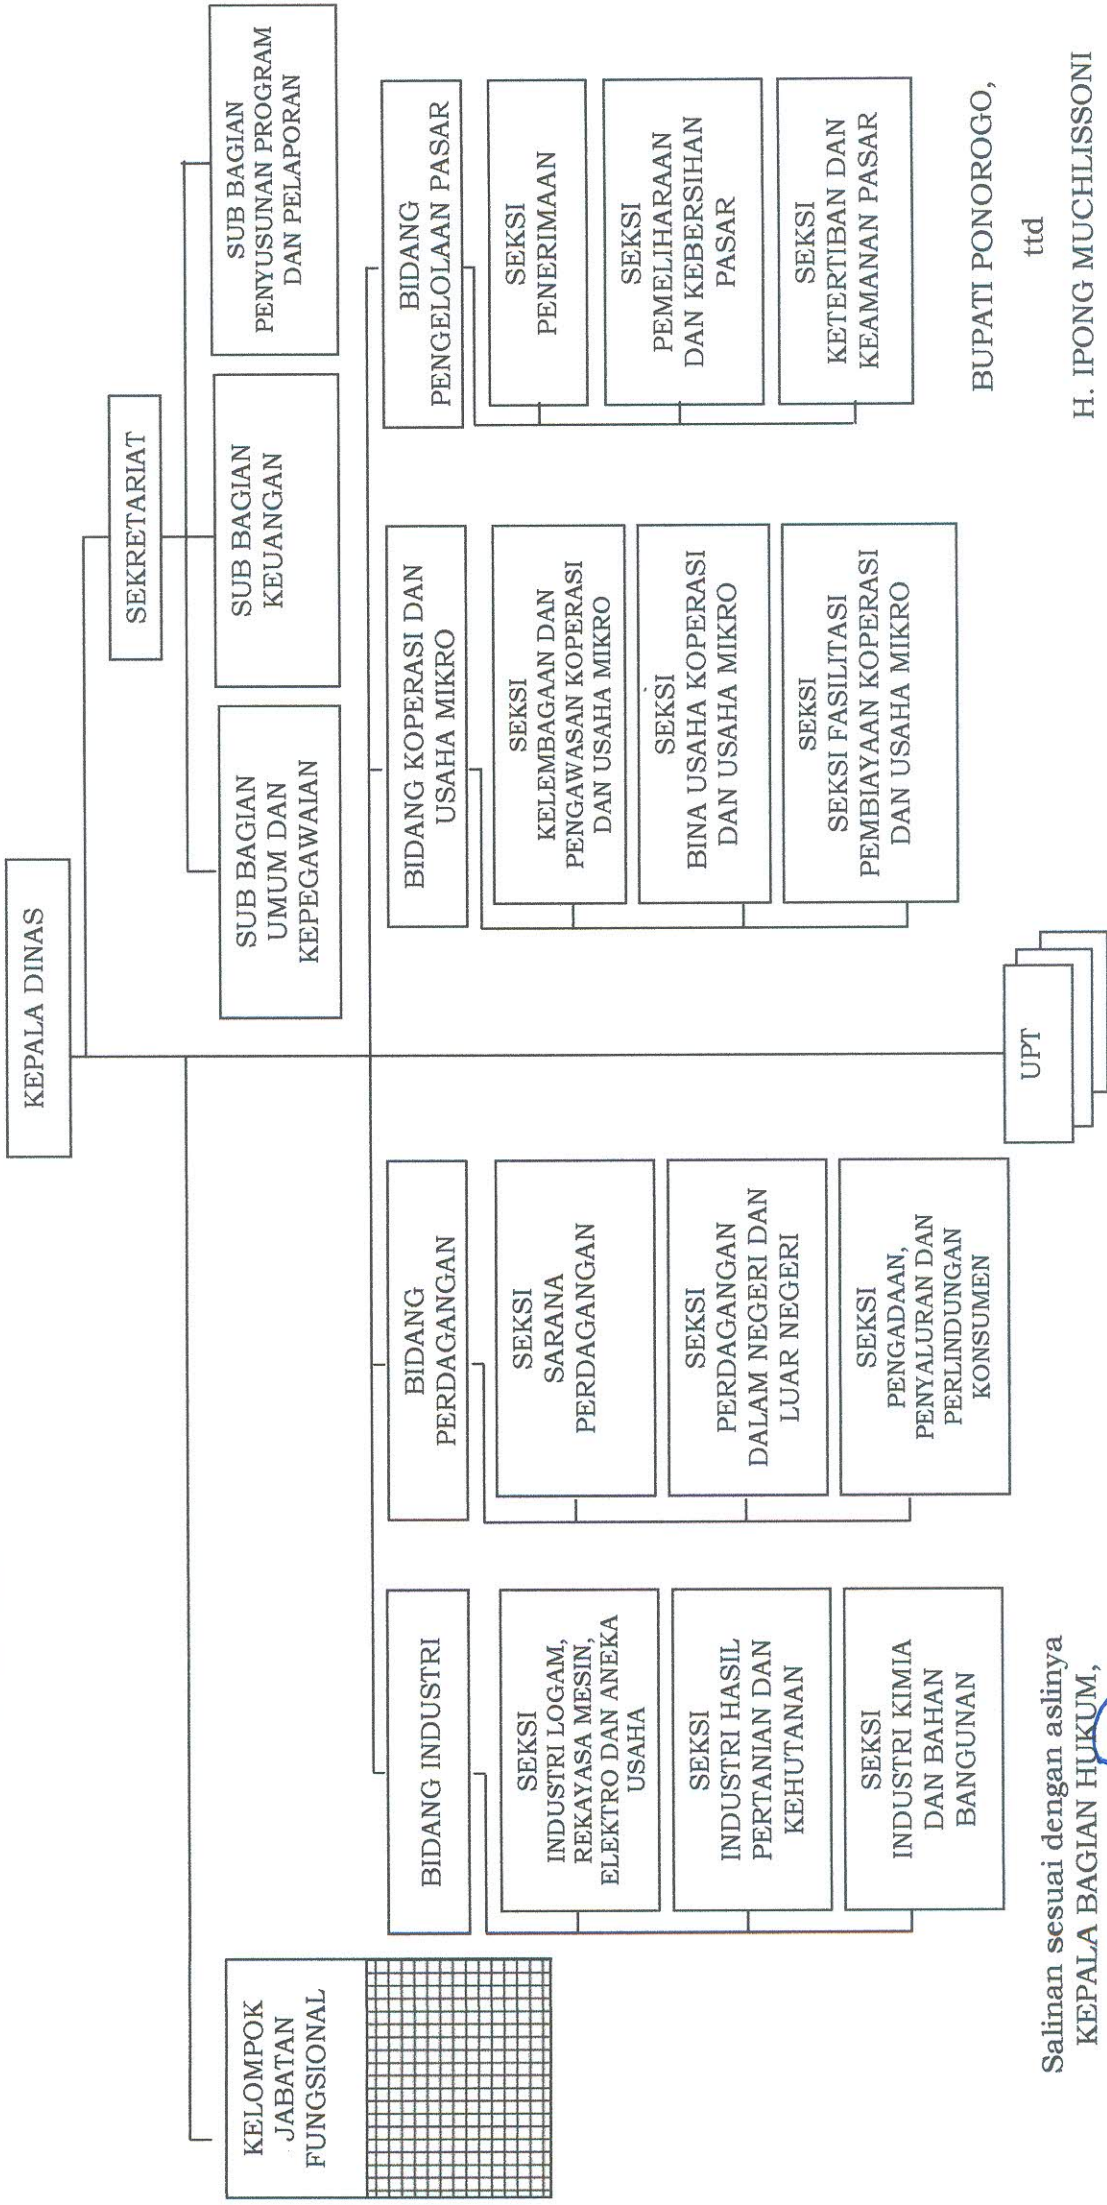 KEPALA DINAS
SEKRETARIAT
SUB BAGIAN
UMUM DAN
KEPEGAWAIAN
SUB BAGIAN
KEUANGAN
SUB BAGIAN
PENYUSUNAN PROGRAM
DAN PELAPORAN
KELOMPOK
JABATAN
FUNGSIONAL
BIDANG INDUSTRI
SEKSI
INDUSTRI LOGAM,
REKAYASA MESIN,
ELEKTRO DAN ANEKA
USAHA
SEKSI
INDUSTRI HASIL
PERTANIAN DAN
KEHUTANAN
SEKSI
INDUSTRI KIMIA
DAN BAHAN
BANGUNAN
BIDANG
PERDAGANGAN
SEKSI
SARANA
PERDAGANGAN
SEKSI
PERDAGANGAN
DALAM NEGERI DAN
LUAR NEGERI
SEKSI
PENGADAAN,
PENYALURAN DAN
PERLINDUNGAN
KONSUMEN
BIDANG KOPERASI DAN
USAHA MIKRO
SEKSI
KELEMBAGAAN DAN
PENGAWASAN KOPERASI
DAN USAHA MIKRO
SEKSI
BINA USAHA KOPERASI
DAN USAHA MIKRO
SEKSI
SEKSI FASILITASI
PEMBIAYAAN KOPERASI
DAN USAHA MIKRO
BIDANG
PENGELOLAAN PASAR
SEKSI
PENERIMAAN
SEKSI
PEMELIHARAAN
DAN KEBERSIHAN
PASAR
SEKSI
KETERTIBAN DAN
KEAMANAN PASAR
UPT
BUPATI PONOROGO,
ttd
H. IPONG MUCHLISSONI
Salinan sesuai dengan aslinya
KEPALA BAGIAN HUKUM,